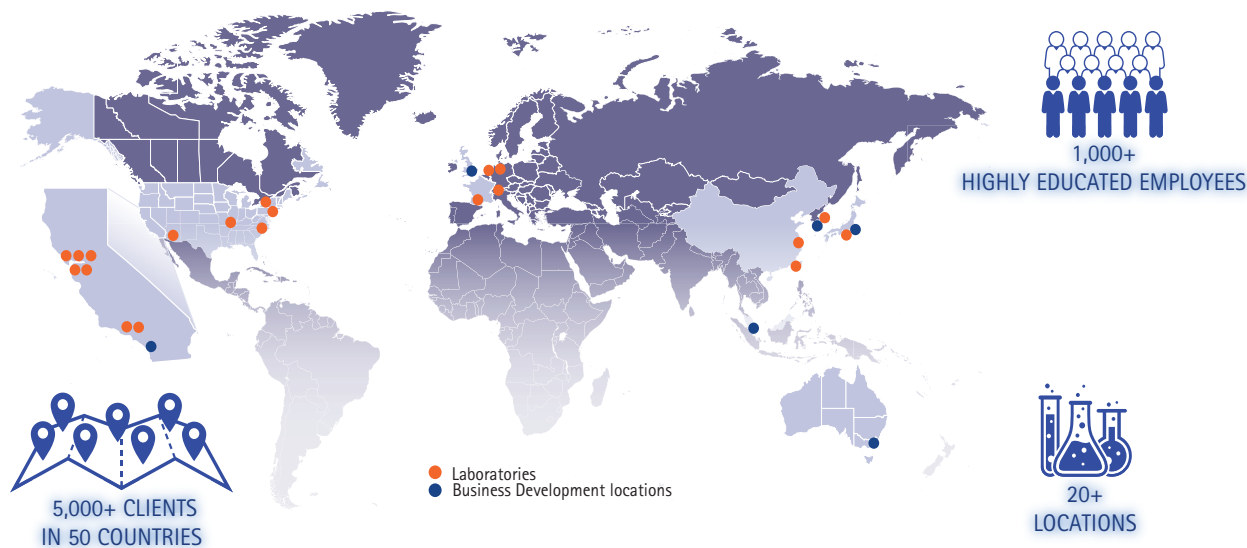 1,000+
HIGHLY EDUCATED EMPLOYEES
Laboratories
Business Development locations
5,000+ CLIENTS
IN 50 COUNTRIES
20+
LOCATIONS